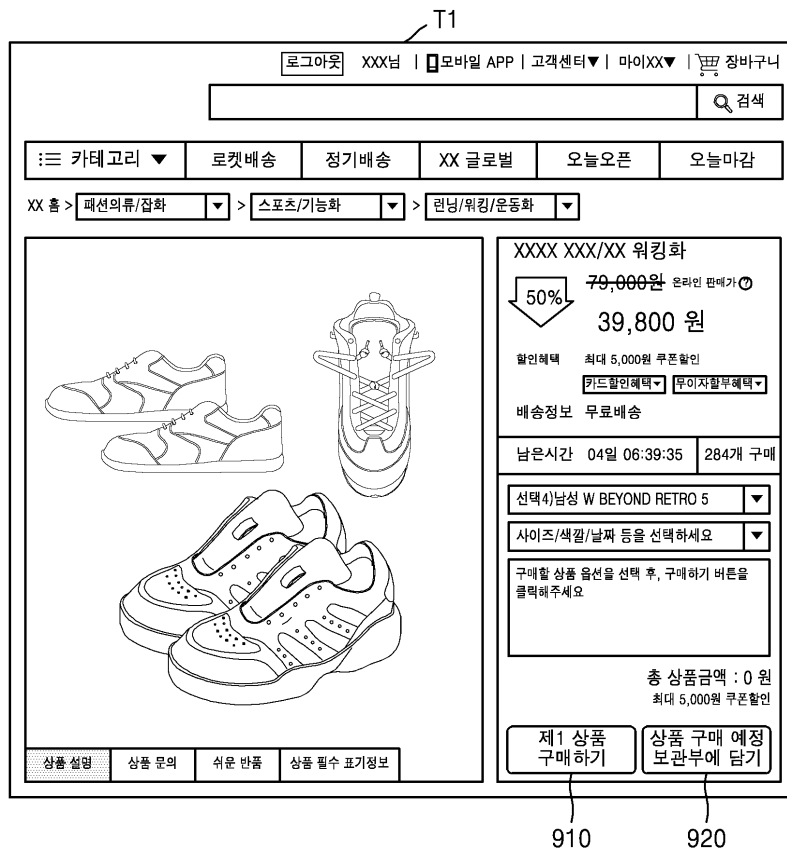 T1
로그아웃 XXX님 | 모바일 APP | 고객센터▼ | 마이XX▼ | 장바구니
검색
카테고리 ▼ 로켓배송 정기배송 XX 글로벌 오늘오픈 오늘마감
XX 홈 > 패션의류/잡화 ▼ > 스포츠/기능화 ▼ > 런닝/워킹/운동화 ▼
XXXX XXX/XX 워킹화
50%
79,000원 온라인 판매가?
39,800 원
할인혜택 최대 5,000원 쿠폰할인
카드할인혜택▼ 무이자할부혜택▼
배송정보 무료배송
남은시간 04일 06:39:35 284개 구매
선택4)남성 W BEYOND RETRO 5 ▼
사이즈/색깔/날짜 등을 선택하세요 ▼
구매할 상품 옵션을 선택 후, 구매하기 버튼을
클릭해주세요
총 상품금액 : 0 원
최대 5,000원 쿠폰할인
제1 상품
구매하기
상품 구매 예정
보관부에 담기
상품 설명 상품 문의 쉬운 반품 상품 필수 표기정보
910 920